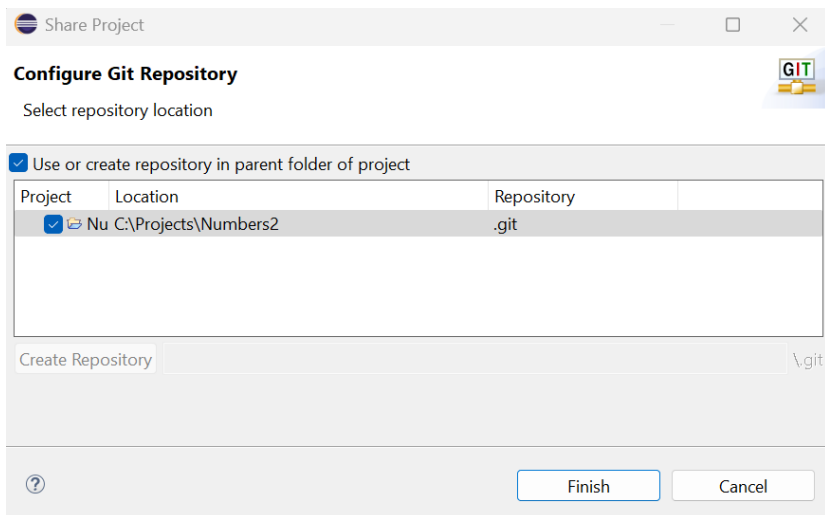 Share Project
Configure Git Repository
GIT
Select repository location
Use or create repository in parent folder of project
Project Location Repository
Nu C:\Projects\Numbers2 .git
Create Repository \.git
? Finish Cancel